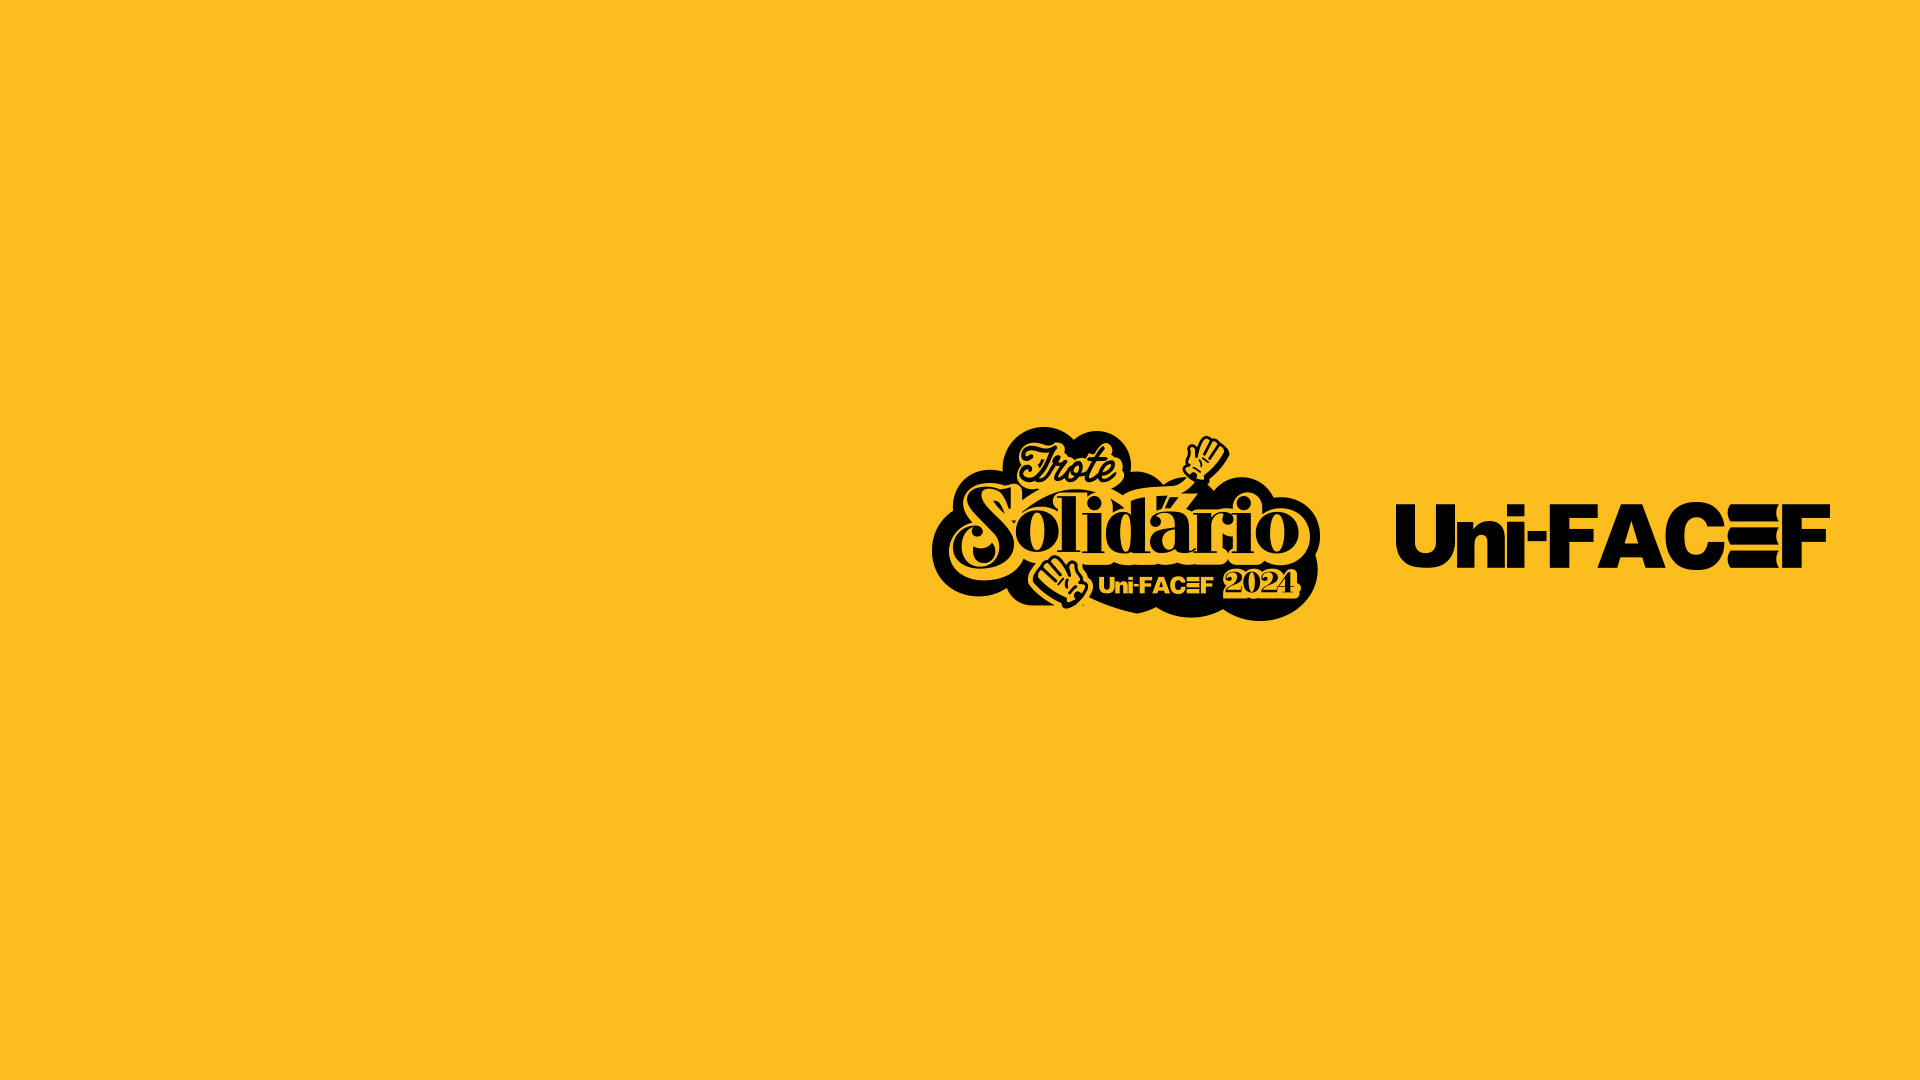 Trote
Solidário
Uni-FACEF 2024
Uni-FACEF